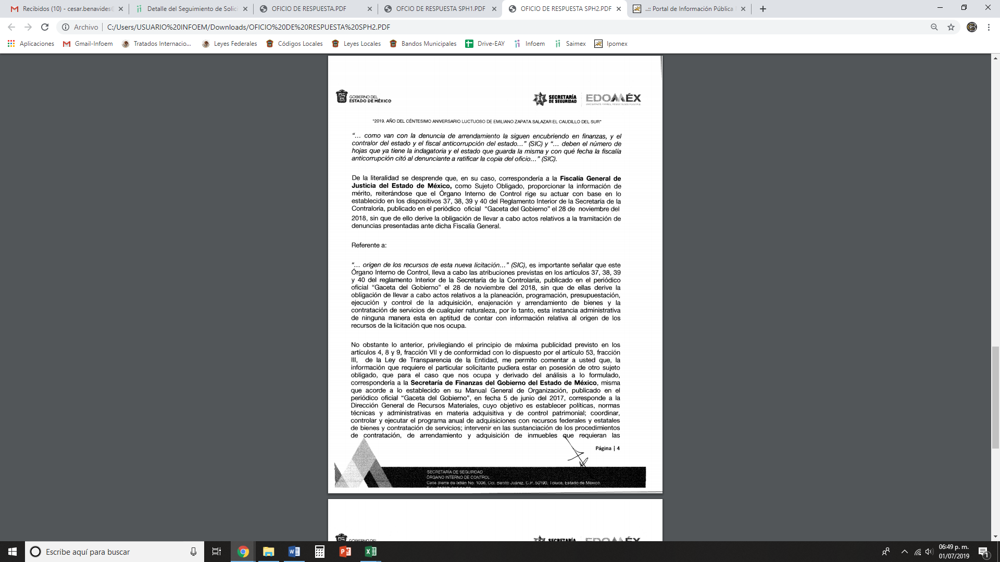 Recibidos (10) - cesar.benavides@
Detalle del Seguimiento de Solici
OFICIO DE RESPUESTA.PDF
OFCIO DE RESPUESTA SPH1.PDF
OFICIO DE RESPUESTA SPH2.PDF
..:: Portal de Información Pública
Archivo | C:/Users/USUARIO%20INFOEM/Downloads/OFICIO%20DE%20RESPUESTA%20SPH2.PDF
Aplicaciones
Gmail-Infoem
Tratados Internacio...
Leyes Federales
Códigos Locales
Leyes Locales
Bandos Municipales
Drive-EAY
Infoem
Saimex
Ipomex
GOBIERNO DEL
ESTADO DE MÉXICO
SECRETARÍA
DE SEGURIDAD
EDOMÉX
DECISIONES FIRMES, RESULTADOS FUERTES.
"2019. AÑO DEL CÉNTESIMO ANIVERSARIO LUCTUOSO DE EMILIANO ZAPATA SALAZAR EL CAUDILLO DEL SUR"
“… como van con la denuncia de arrendamiento la siguen encubriendo en finanzas, y el
contralor del estado y el fiscal anticorrupción del estado…” (SIC) y “… deben el número de
hojas que ya tiene la indagatoria y el estado que guarda la misma y con qué fecha la fiscalía
anticorrupción citó al denunciante a ratificar la copia del oficio…” (SIC).
De la literalidad se desprende que, en su caso, correspondería a la Fiscalía General de
Justicia del Estado de México, como Sujeto Obligado, proporcionar la información de
mérito, reiterándose que el Órgano Interno de Control rige su actuar con base en lo
establecido en los dispositivos 37, 38, 39 y 40 del Reglamento Interior de la Secretaría de la
Contraloría, publicado en el periódico oficial “Gaceta del Gobierno” el 28 de noviembre del
2018, sin que de ello derive la obligación de llevar a cabo actos relativos a la tramitación de
denuncias presentadas ante dicha Fiscalía General.
Referente a:
“… origen de los recursos de esta nueva licitación…” (SIC), es importante señalar que este
Órgano Interno de Control, lleva a cabo las atribuciones previstas en los artículos 37, 38, 39
y 40 del reglamento Interior de la Secretaría de la Controlaría, publicado en el periódico
oficial “Gaceta del Gobierno” el 28 de noviembre del 2018, sin que de ellas derive la
obligación de llevar a cabo actos relativos a la planeación, programación, presupuestación,
ejecución y control de la adquisición, enajenación y arrendamiento de bienes y la
contratación de servicios de cualquier naturaleza, por lo tanto, esta instancia administrativa
de ninguna manera esta en aptitud de contar con información relativa al origen de los
recursos de la licitación que nos ocupa.
No obstante lo anterior, privilegiando el principio de máxima publicidad previsto en los
artículos 4, 8 y 9, fracción VII y de conformidad con lo dispuesto por el artículo 53, fracción
III, de la Ley de Transparencia de la Entidad, me permito comentar a usted que, la
información que requiere el particular solicitante pudiera estar en posesión de otro sujeto
obligado, que para el caso que nos ocupa y derivado del análisis a lo formulado,
correspondería a la Secretaría de Finanzas del Gobierno del Estado de México, misma
que acorde a lo establecido en su Manual General de Organización, publicado en el
periódico oficial “Gaceta del Gobierno”, en fecha 5 de junio del 2017, corresponde a la
Dirección General de Recursos Materiales, cuyo objetivo es establecer políticas, normas
técnicas y administrativas en materia adquisitiva y de control patrimonial; coordinar,
controlar y ejecutar el programa anual de adquisiciones con recursos federales y estatales
de bienes y contratación de servicios; intervenir en las sustanciación de los procedimientos
de contratación, de arrendamiento y adquisición de inmuebles que requieran las
Página | 4
SECRETARÍA DE SEGURIDAD
ÓRGANO INTERNO DE CONTROL
Calle Sierra de Ixtlán No. 1006, Col. Benito Juárez, C.P. 50190, Toluca, Estado de México.
GOBIERNO DEL
SECRETARÍA
EDOMÉX
Escribe aquí para buscar
06:49 p. m.
01/07/2019
1